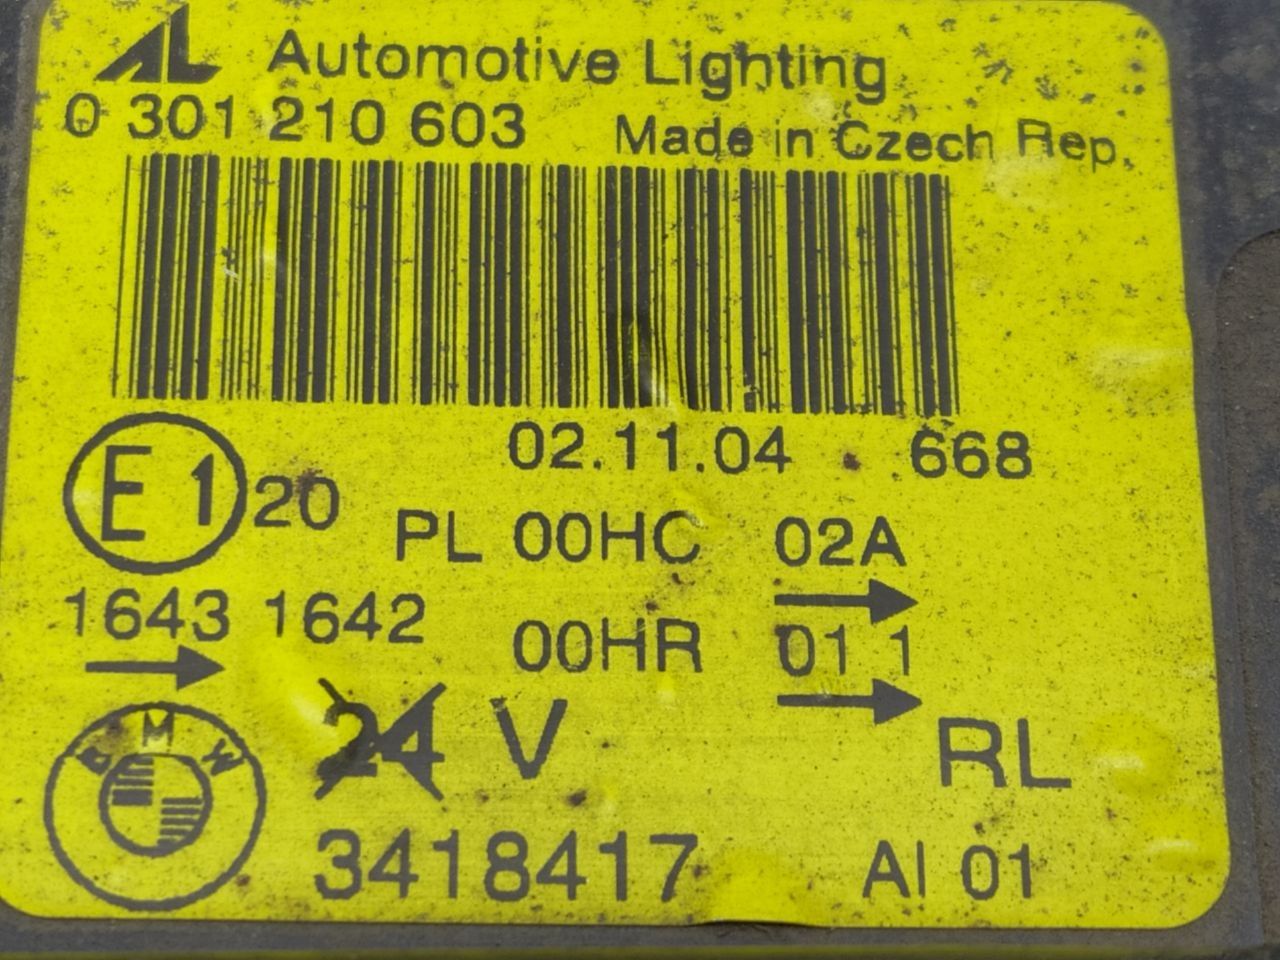 AL Automotive Lighting
0 301 210 603 Made in Czech Rep.
02.11.04 668
E1 20 PL 00HC 02A
1643 1642 00HR 01 1
24 V RL
BMW
3418417 AI 01